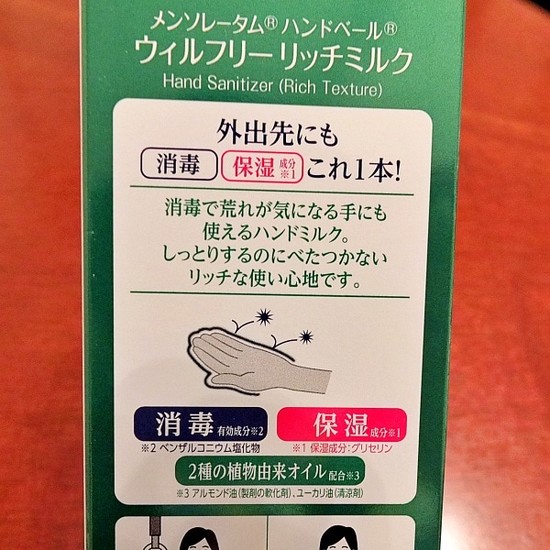 メンソレータム® ハンドベール®
ウィルフリー リッチミルク
Hand Sanitizer (Rich Texture)
外出先にも
消毒 保湿 成分※1 これ1本!
消毒で荒れが気になる手にも
使えるハンドミルク。
しっとりするのにべたつかない
リッチな使い心地です。
消毒 有効成分※2 保湿 成分※1
※2 ベンザルコニウム塩化物 ※1 保湿成分:グリセリン
2種の植物由来オイル 配合※3
※3 アルモンド油(製剤の軟化剤)、ユーカリ油(清涼剤)